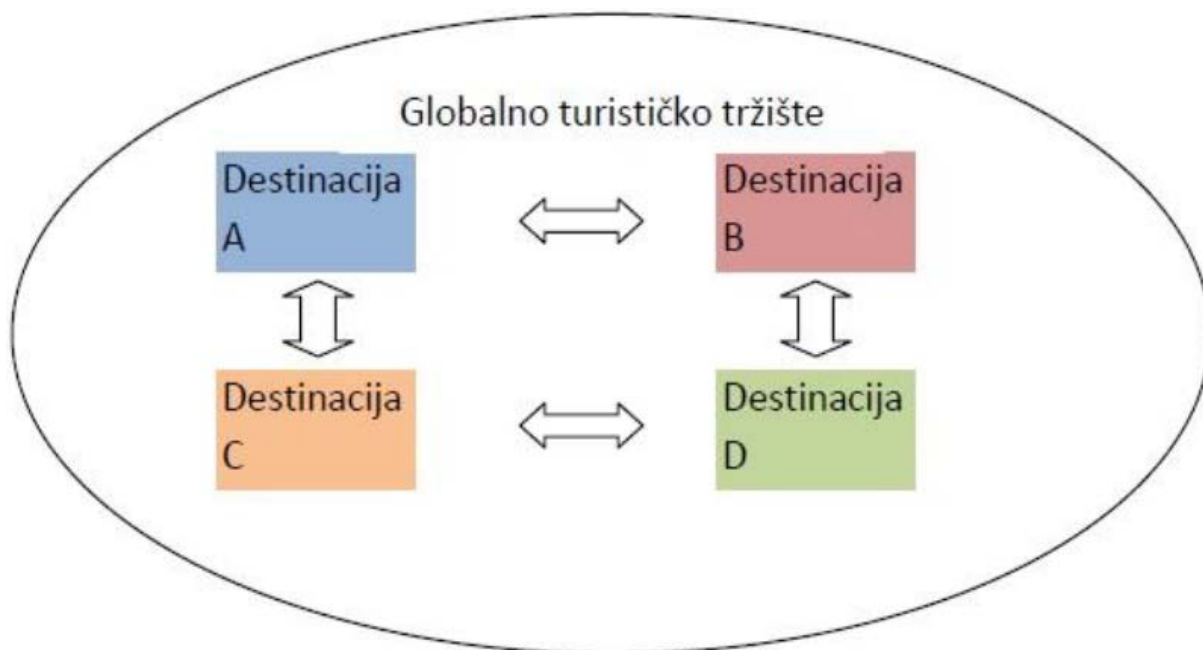 Globalno turističko tržište
Destinacija
A
Destinacija
B
Destinacija
C
Destinacija
D